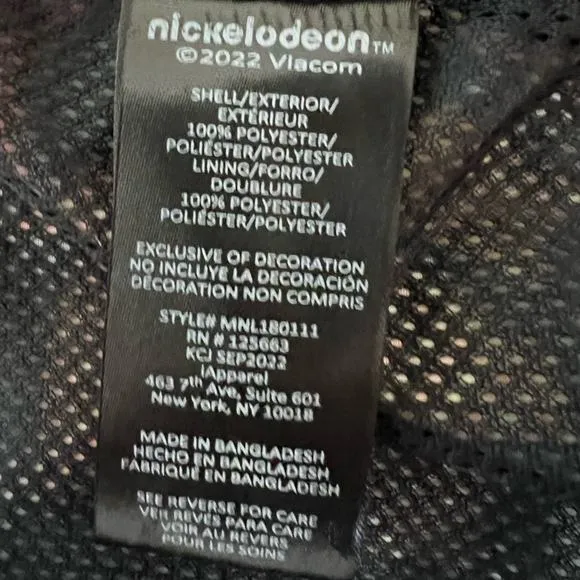 nickelodeon™
©2022 Viacom
SHELL/EXTERIOR/
EXTÉRIEUR
100% POLYESTER/
POLIÉSTER/POLYESTER
LINING/FORRO/
DOUBLURE
100% POLYESTER/
POLIÉSTER/POLYESTER
EXCLUSIVE OF DECORATION
NO INCLUYE LA DECORACIÓN
DÉCORATION NON COMPRIS
STYLE# MNL180111
RN # 125663
KCJ SEP2022
iApparel
463 7th Ave, Suite 601
New York, NY 10018
MADE IN BANGLADESH
HECHO EN BANGLADESH
FABRIQUÉ EN BANGLADESH
SEE REVERSE FOR CARE
VER REVÉS PARA CARE
VOIR AU REVERS
POUR LES SOINS